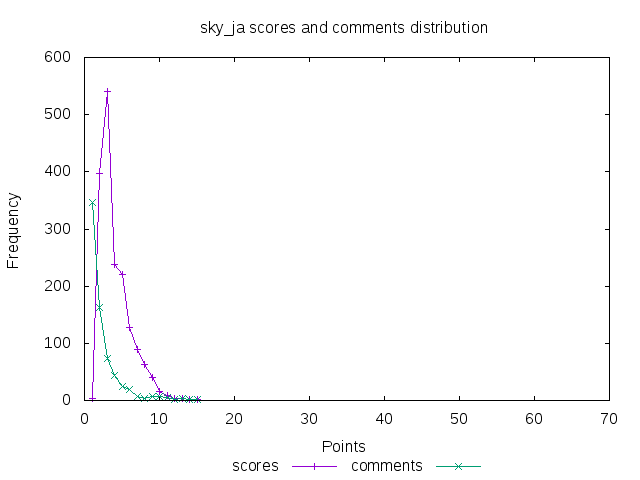 sky_ja scores and comments distribution
600
500
400
300
200
100
0
Frequency
0 10 20 30 40 50 60 70
Points
scores comments